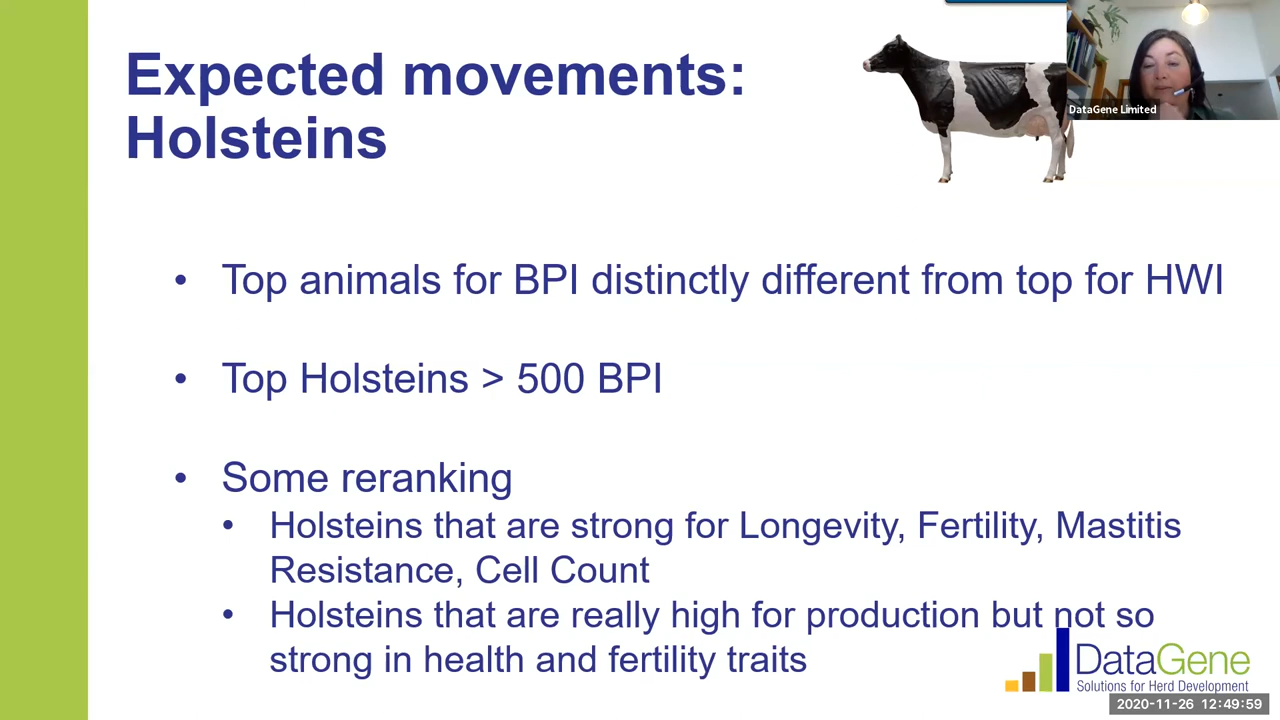 Expected movements:
Holsteins
DataGene Limited
• Top animals for BPI distinctly different from top for HWI
• Top Holsteins > 500 BPI
• Some reranking
• Holsteins that are strong for Longevity, Fertility, Mastitis
Resistance, Cell Count
• Holsteins that are really high for production but not so
strong in health and fertility traits
DataGene
Solutions for Herd Development
2020-11-26 12:49:59